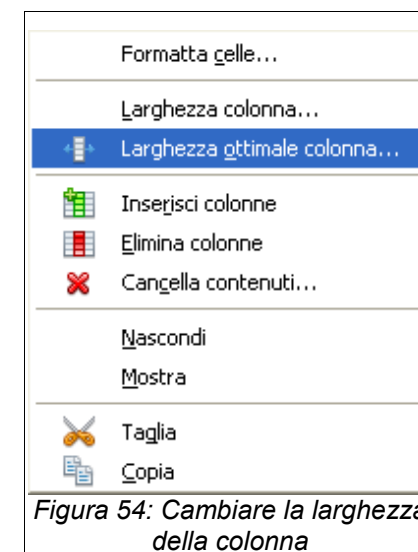 Formatta celle...
Larghezza colonna...
Larghezza ottimale colonna...
Inserisci colonne
Elimina colonne
Cancella contenuti...
Nascondi
Mostra
Taglia
Copia
Figura 54: Cambiare la larghezza
della colonna